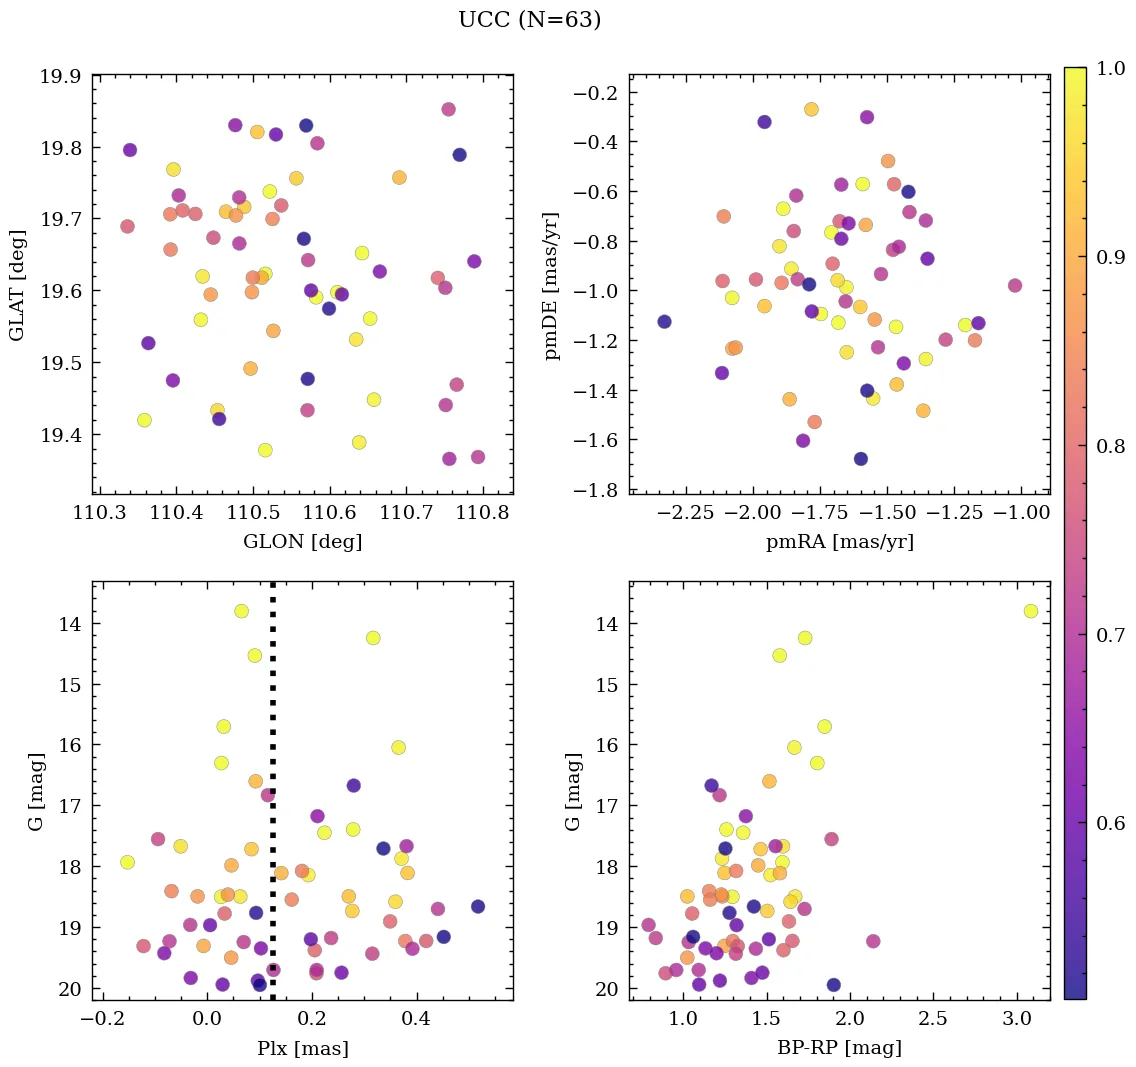 UCC (N=63)
19.9
19.8
19.7
19.6
19.5
19.4
GLAT [deg]
110.3 110.4 110.5 110.6 110.7 110.8
GLON [deg]
−0.2
−0.4
−0.6
−0.8
−1.0
−1.2
−1.4
−1.6
−1.8
pmDE [mas/yr]
−2.25 −2.00 −1.75 −1.50 −1.25 −1.00
pmRA [mas/yr]
14
15
16
17
18
19
20
G [mag]
−0.2 0.0 0.2 0.4
Plx [mas]
14
15
16
17
18
19
20
G [mag]
1.0 1.5 2.0 2.5 3.0
BP-RP [mag]
1.0
0.9
0.8
0.7
0.6